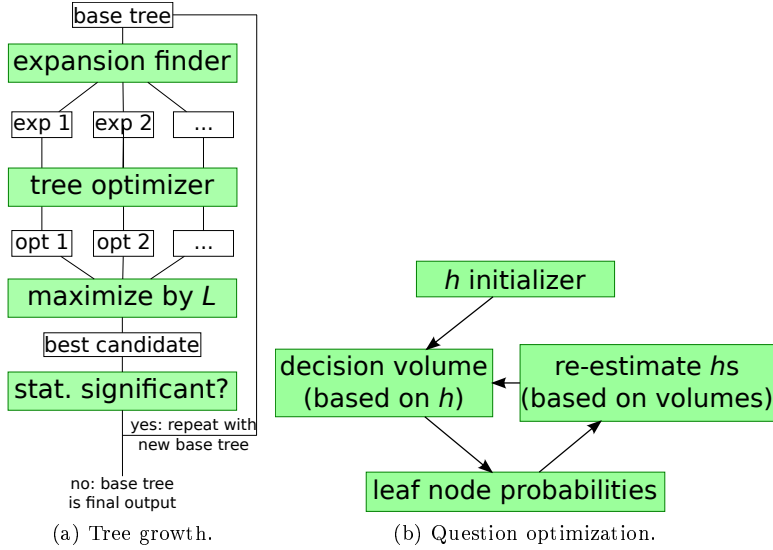 base tree
expansion finder
exp 1 exp 2 ...
tree optimizer
opt 1 opt 2 ...
maximize by L
best candidate
stat. significant?
yes: repeat with
new base tree
no: base tree
is final output
(a) Tree growth.
h initializer
decision volume
(based on h)
re-estimate hs
(based on volumes)
leaf node probabilities
(b) Question optimization.